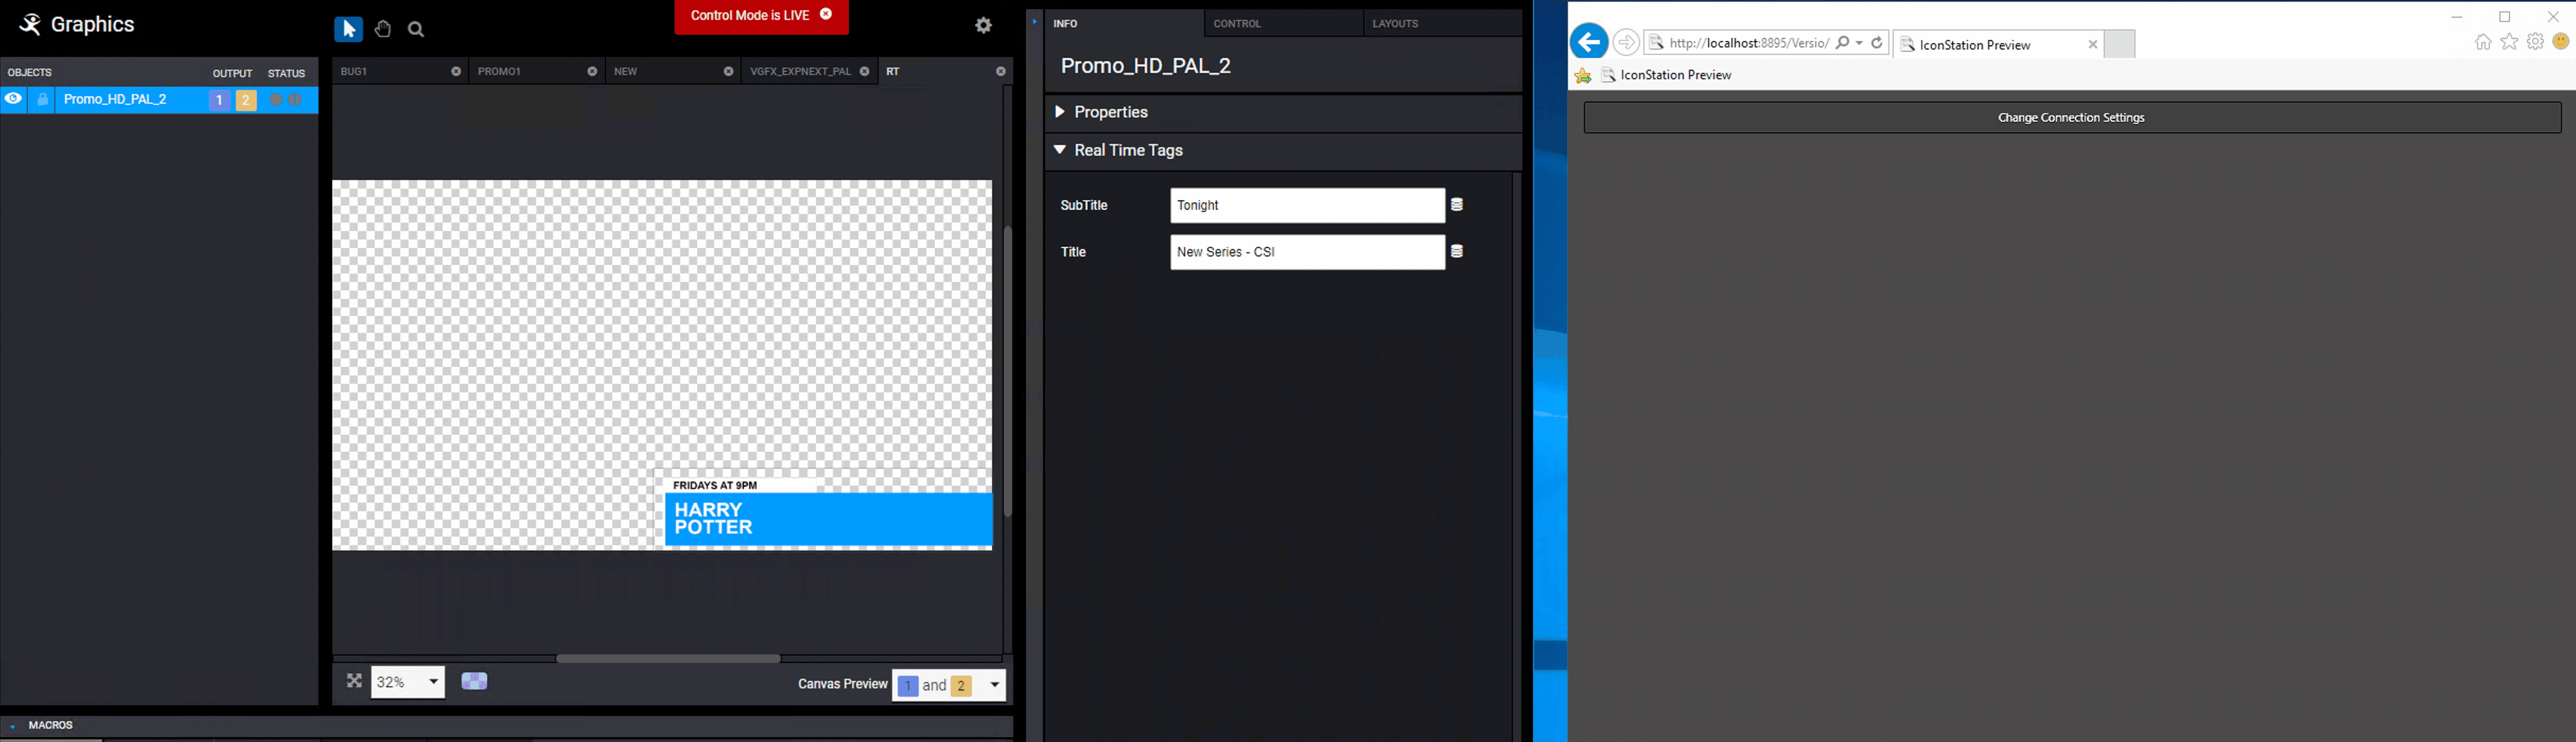 Graphics
Control Mode is LIVE
OBJECTS OUTPUT STATUS
Promo_HD_PAL_2 1 2
BUG1 PROMO1 NEW VGFX_EXPNEXT_PAL RT
FRIDAYS AT 9PM
HARRY
POTTER
32% Canvas Preview 1 and 2
MACROS
INFO CONTROL LAYOUTS
Promo_HD_PAL_2
Properties
Real Time Tags
SubTitle Tonight
Title New Series - CSI
http://localhost:8895/Versio/ IconStation Preview
IconStation Preview
Change Connection Settings